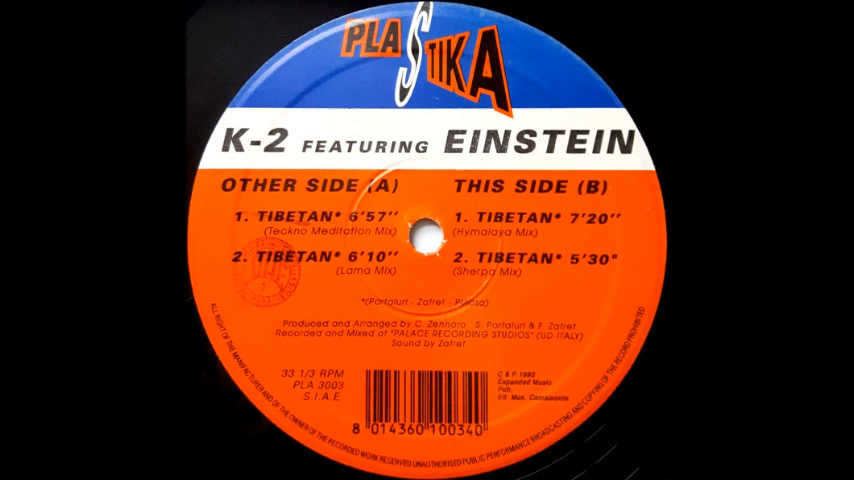 PLASTIKA
K-2 FEATURING EINSTEIN
OTHER SIDE (A)
1. TIBETAN* 6'57''
(Teckno Meditation Mix)
2. TIBETAN* 6'10''
(Lama Mix)
THIS SIDE (B)
1. TIBETAN* 7'20''
(Hymalaya Mix)
2. TIBETAN* 5'30"
(Sherpa Mix)
*(Portaluri - Zafret -
Produced and Arranged by C. Zennaro . S. Portaluri & F. Zafret
Recorded and Mixed at "PALACE RECORDING STUDIOS" (UD-ITALY)
Sound by Zafret
33 1/3 RPM
PLA 3003
S.I.A.E
C & P 1993
Expanded Music
Pub.
Ed. Mus. Camaleonte
8 014360 100340
ALL RIGHT OF THE MANUFACTURER AND OF THE OWNER OF THE RECORDED WORK RESERVED UNAUTHORISED PUBLIC PERFORMANCE BROADCASTING AND COPYING OF THE RECORD PROHIBITED